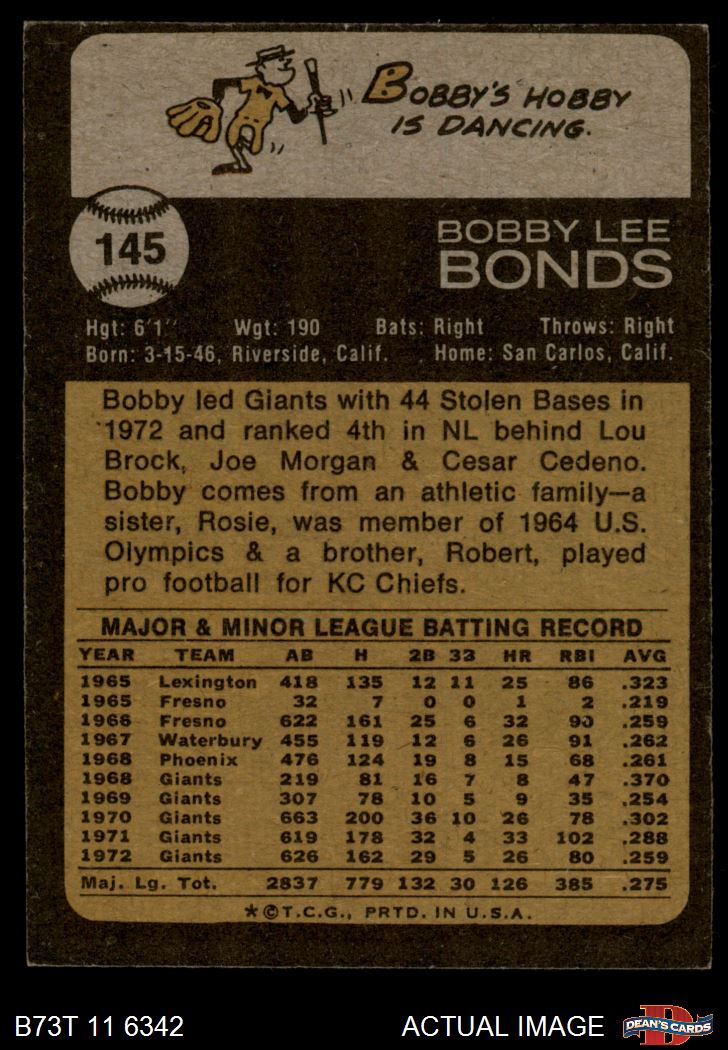 BOBBY'S HOBBY
IS DANCING.
145
BOBBY LEE
BONDS
Hgt: 6'1" Wgt: 190 Bats: Right Throws: Right
Born: 3-15-46, Riverside, Calif. Home: San Carlos, Calif.
Bobby led Giants with 44 Stolen Bases in
1972 and ranked 4th in NL behind Lou
Brock, Joe Morgan & Cesar Cedeno.
Bobby comes from an athletic family—a
sister, Rosie, was member of 1964 U.S.
Olympics & a brother, Robert, played
pro football for KC Chiefs.
MAJOR & MINOR LEAGUE BATTING RECORD
YEAR TEAM AB H 2B 3B HR RBI AVG
1965 Lexington 418 135 12 11 25 86 .323
1965 Fresno 32 7 0 0 1 2 .219
1966 Fresno 622 161 25 6 32 90 .259
1967 Waterbury 455 119 12 6 26 91 .262
1968 Phoenix 476 124 19 8 15 68 .261
1968 Giants 219 81 16 7 8 47 .370
1969 Giants 307 78 10 5 9 35 .254
1970 Giants 663 200 36 10 26 78 .302
1971 Giants 619 178 32 4 33 102 .288
1972 Giants 626 162 29 5 26 80 .259
Maj. Lg. Tot. 2837 779 132 30 126 385 .275
*©T.C.G., PRTD. IN U.S.A.
B73T 11 6342 ACTUAL IMAGE
D
DEAN'S CARDS